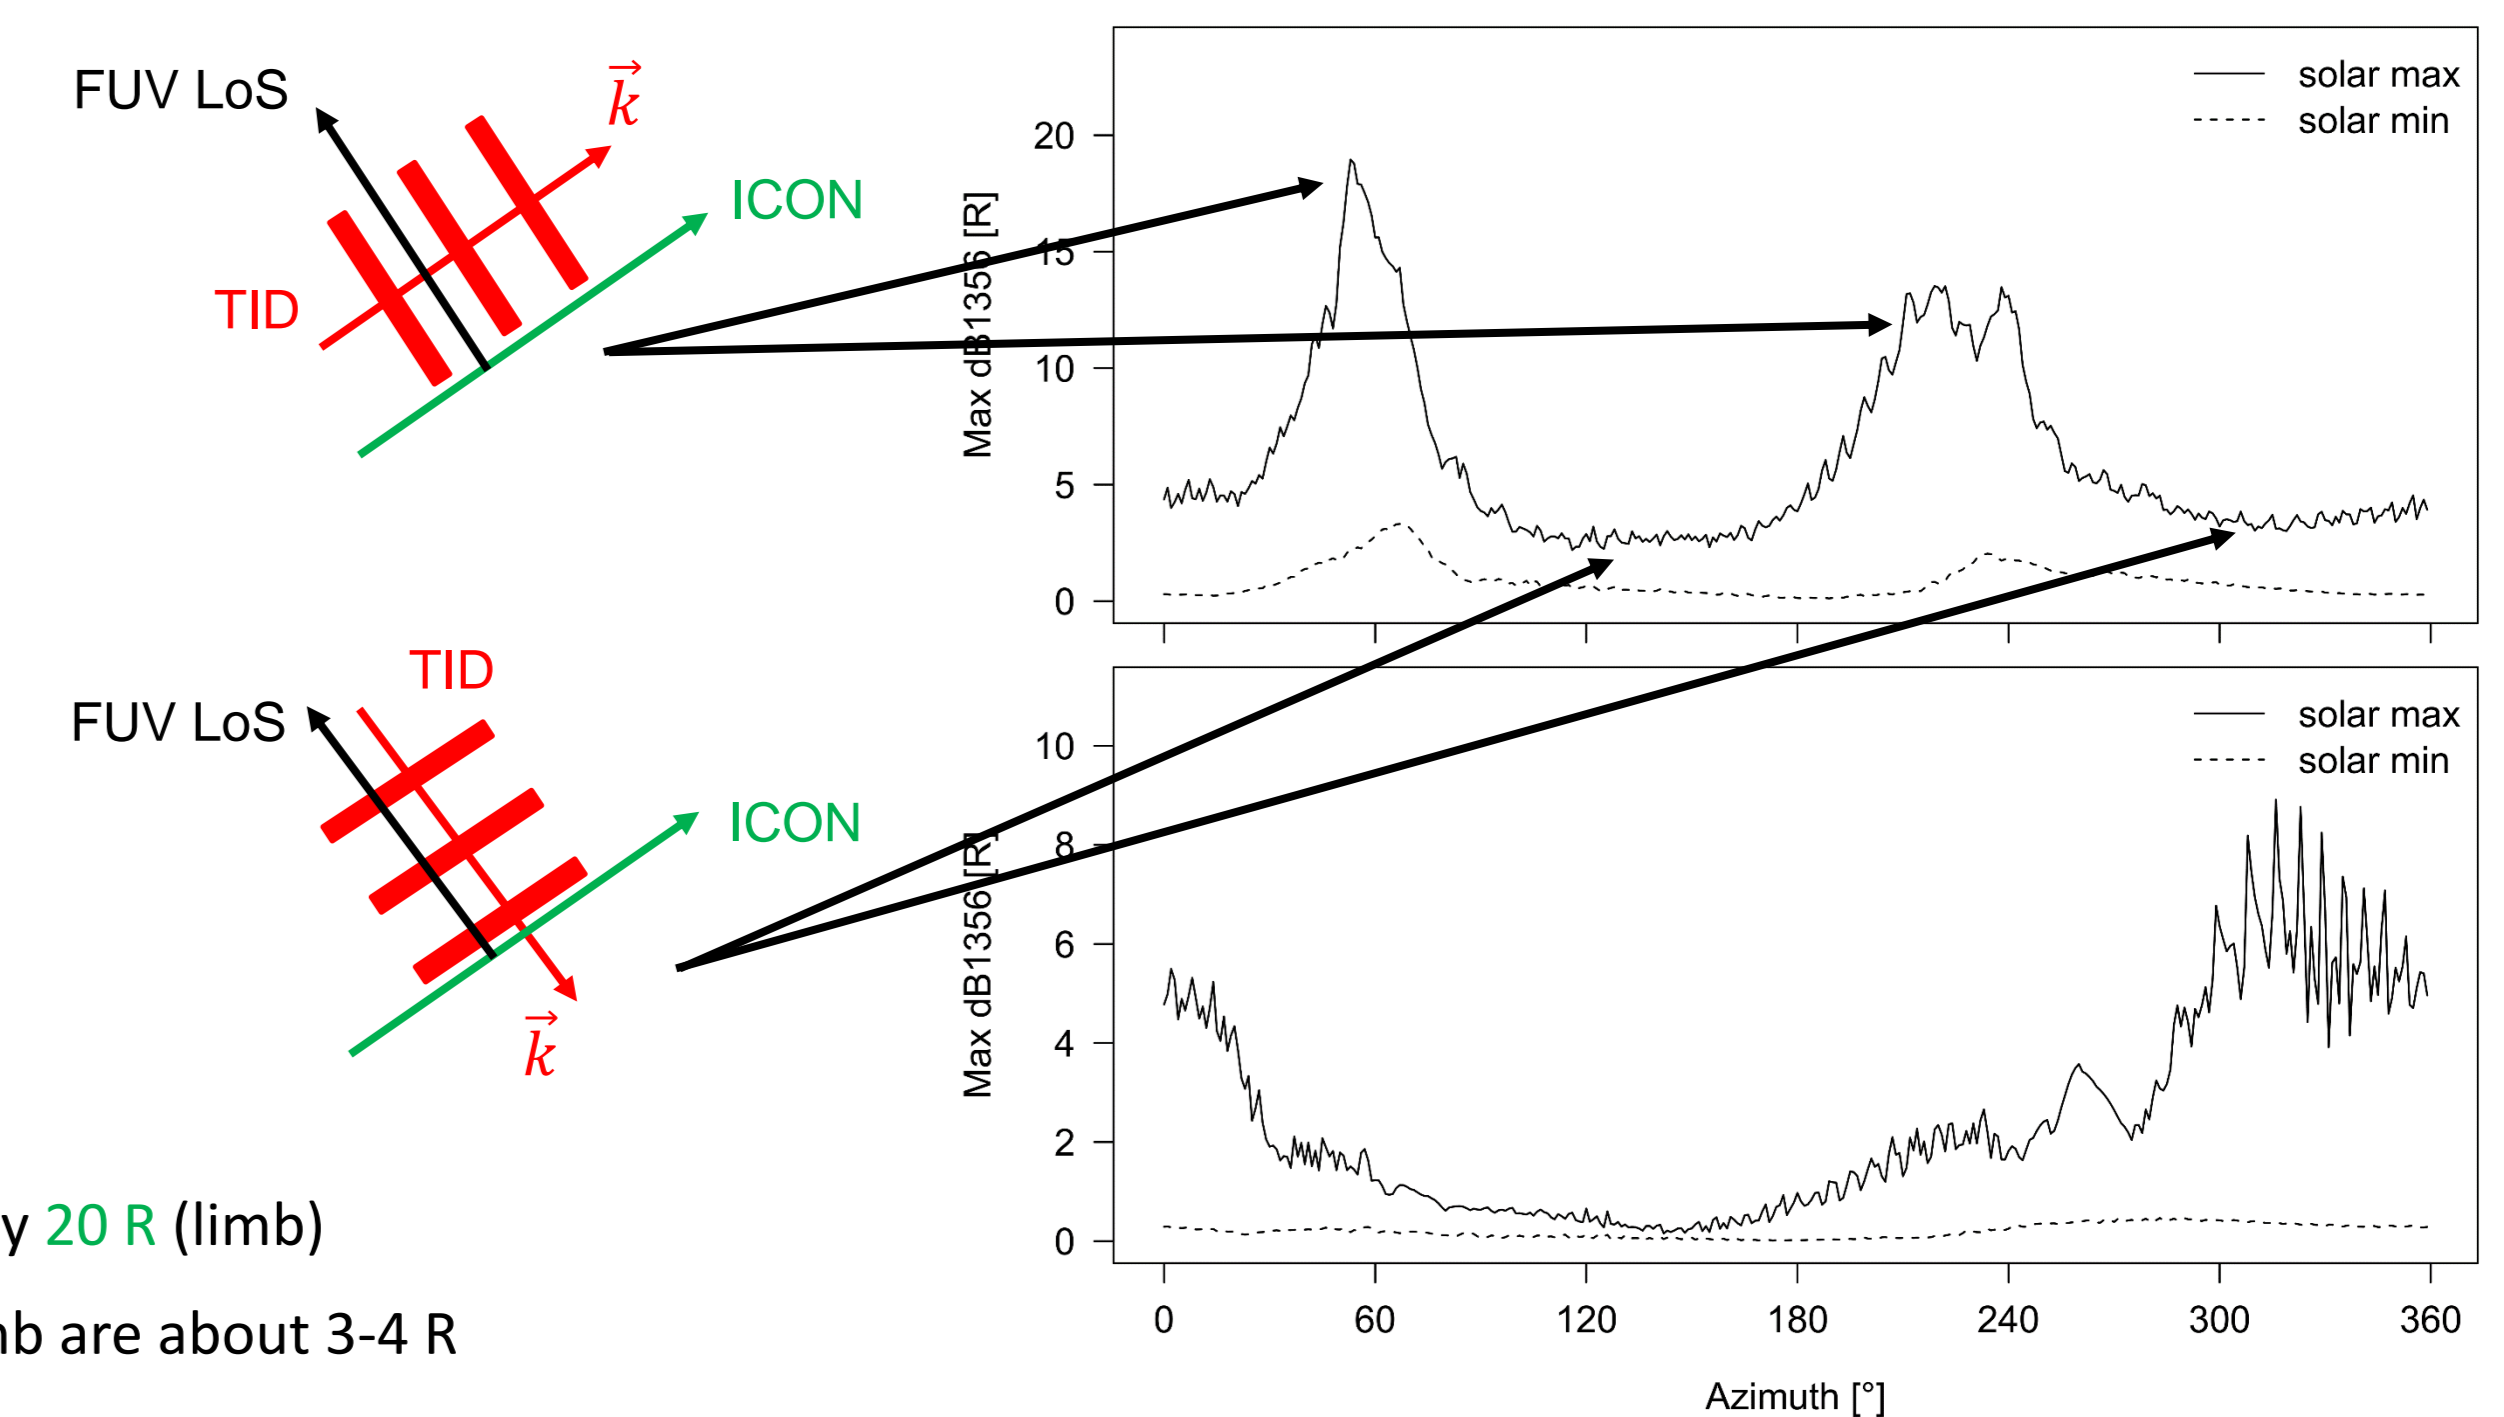 FUV LoS
k
ICON
TID
20
15
10
5
0
Max dB1356 [R]
solar max
solar min
TID
FUV LoS
ICON
k
10
8
6
4
2
0
Max dB1356 [R]
solar max
solar min
0 60 120 180 240 300 360
Azimuth [°]
y 20 R (limb)
nb are about 3-4 R